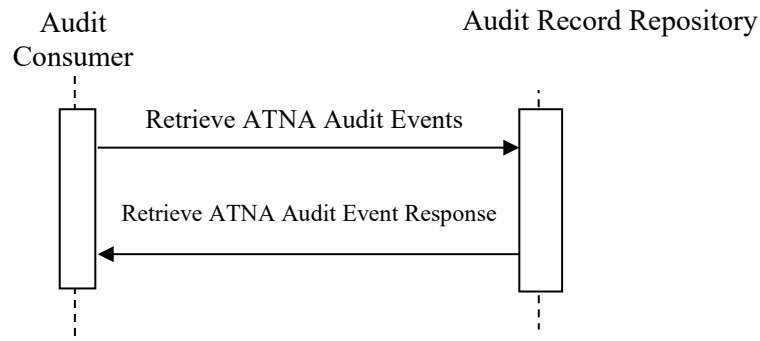 Audit
Consumer
Audit Record Repository
Retrieve ATNA Audit Events
Retrieve ATNA Audit Event Response